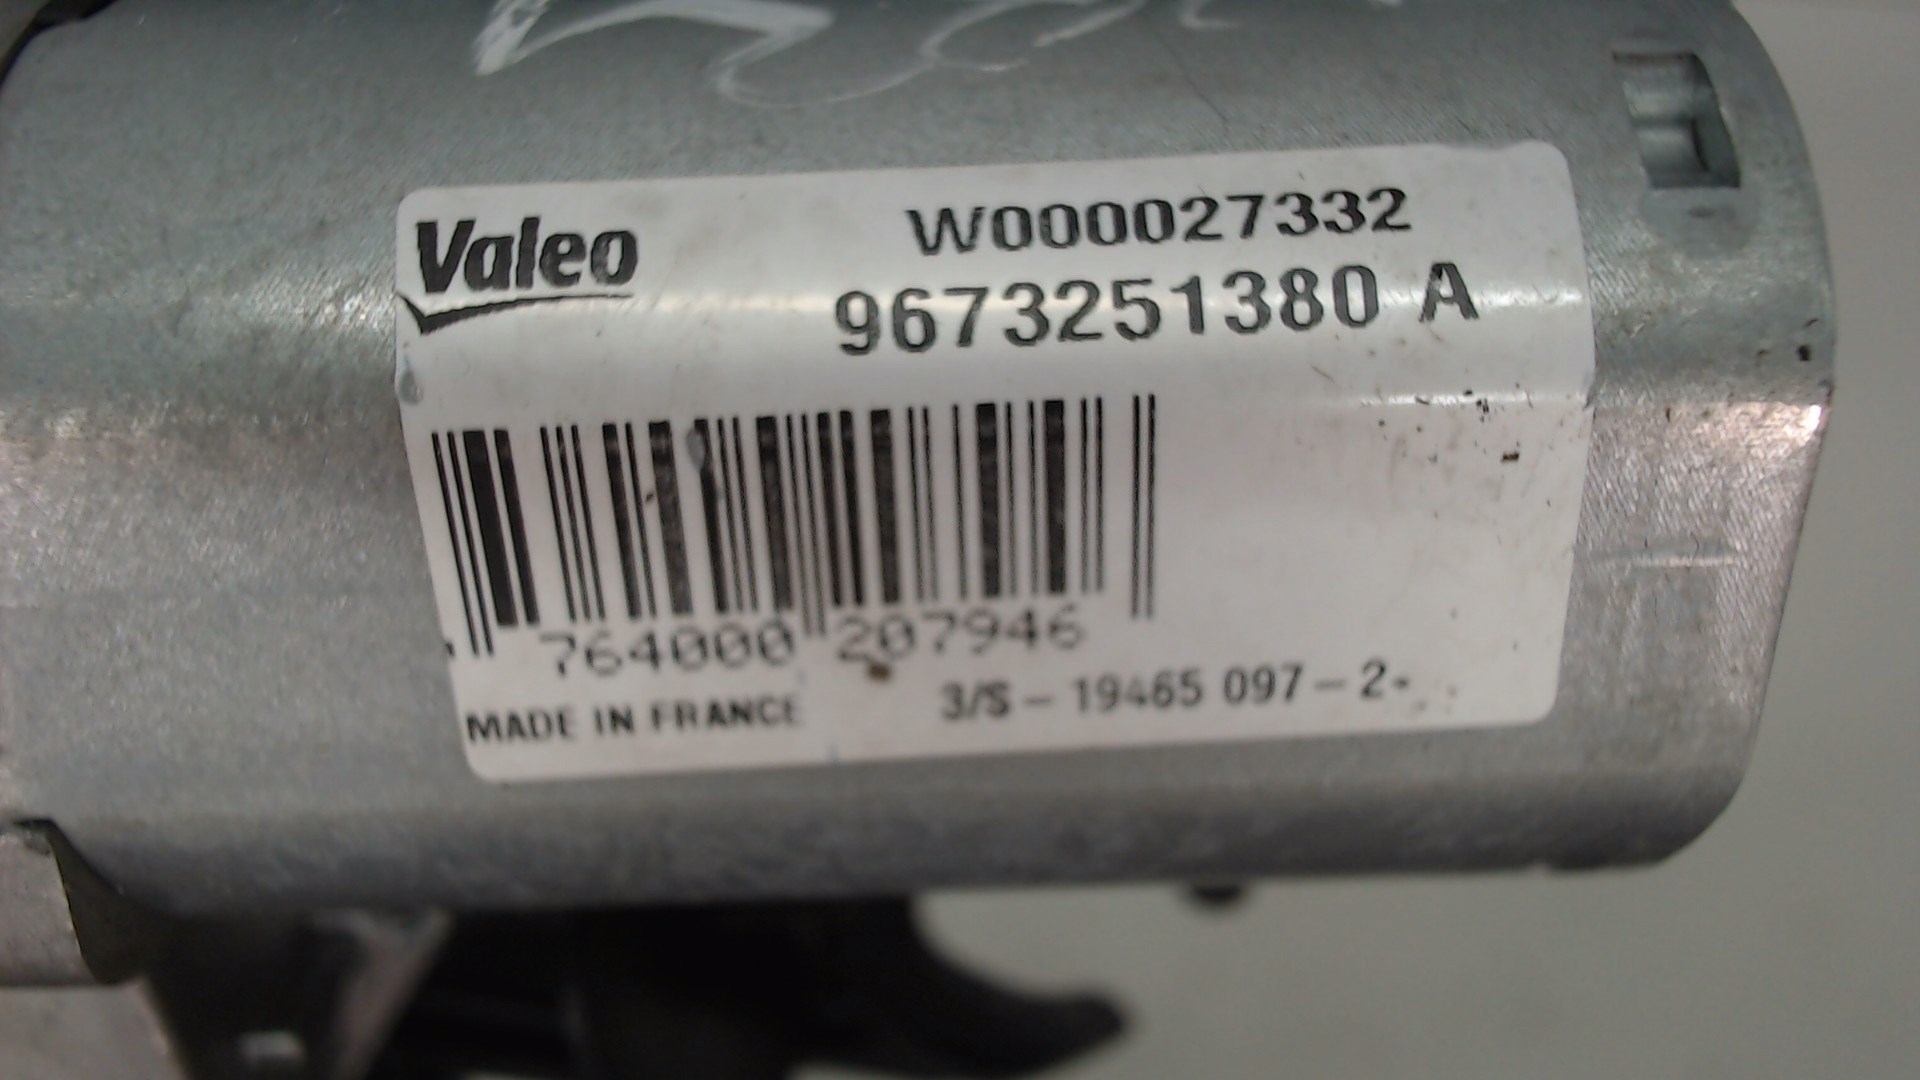 Valeo
W000027332
9673251380 A
764000 207946
MADE IN FRANCE
3/S - 19465 097 - 2